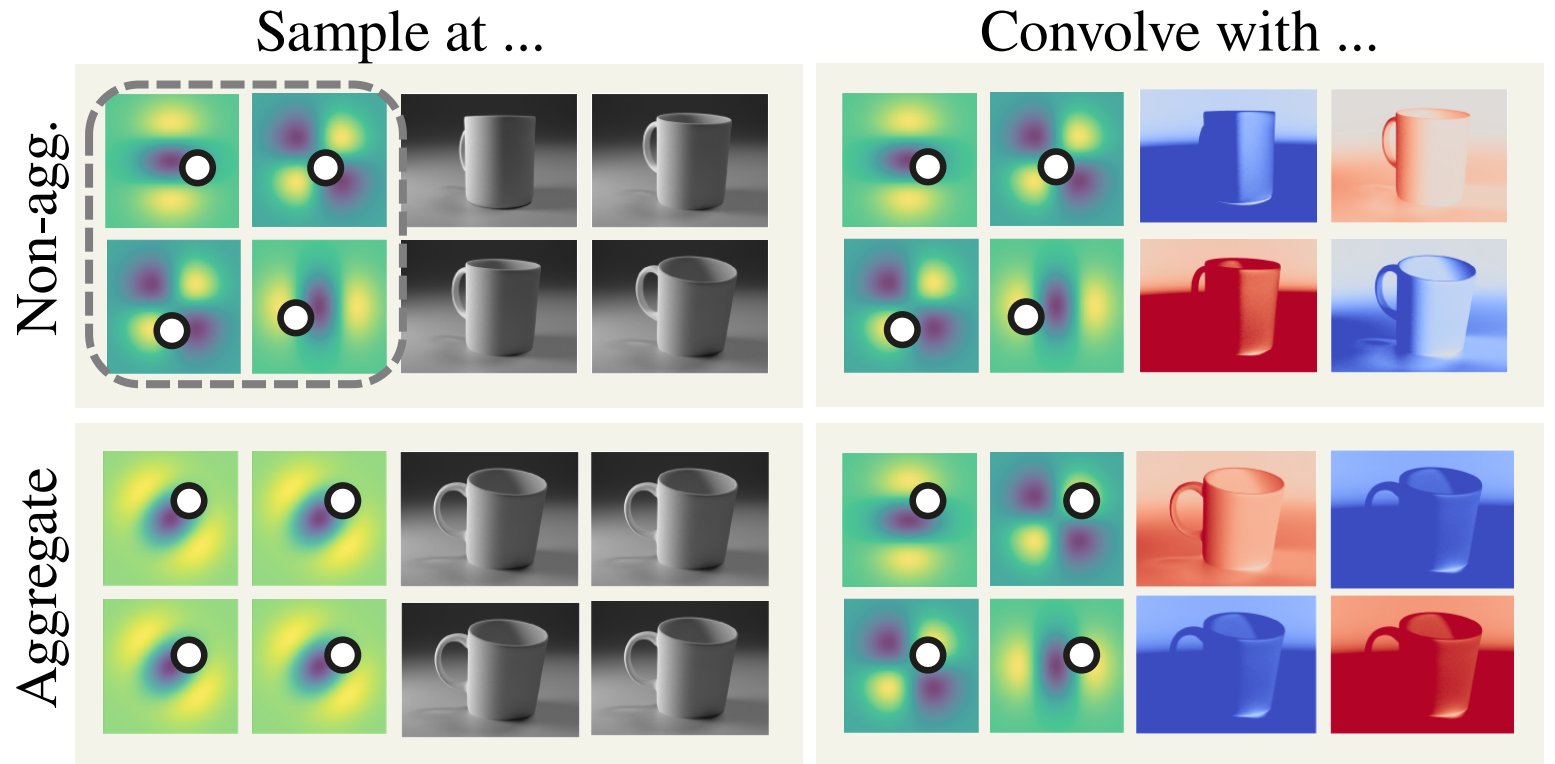 Sample at ...
Convolve with ...
Non-agg.
Aggregate